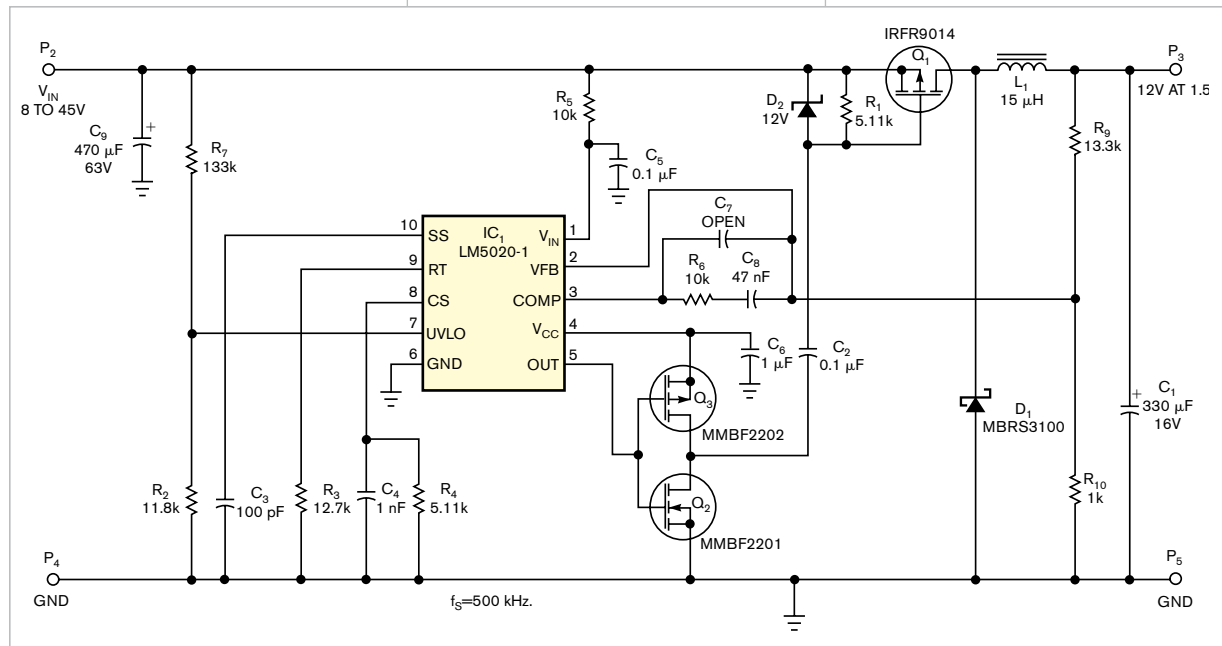 IRFR9014
Q1
P2
VIN
8 TO 45V
C9
470 µF
63V
R7
133k
R5
10k
C5
0.1 µF
D2
12V
R1
5.11k
L1
15 µH
P3
12V AT 1.5
R9
13.3k
C7
OPEN
R6
10k
C8
47 nF
IC1
LM5020-1
10 SS
9 RT
8 CS
7 UVLO
6 GND
VIN 1
VFB 2
COMP 3
VCC 4
OUT 5
C6
1 µF
C2
0.1 µF
Q3
MMBF2202
Q2
MMBF2201
D1
MBRS3100
C1
330 µF
16V
R2
11.8k
C3
100 pF
R3
12.7k
C4
1 nF
R4
5.11k
R10
1k
P4
GND
fS=500 kHz.
P5
GND